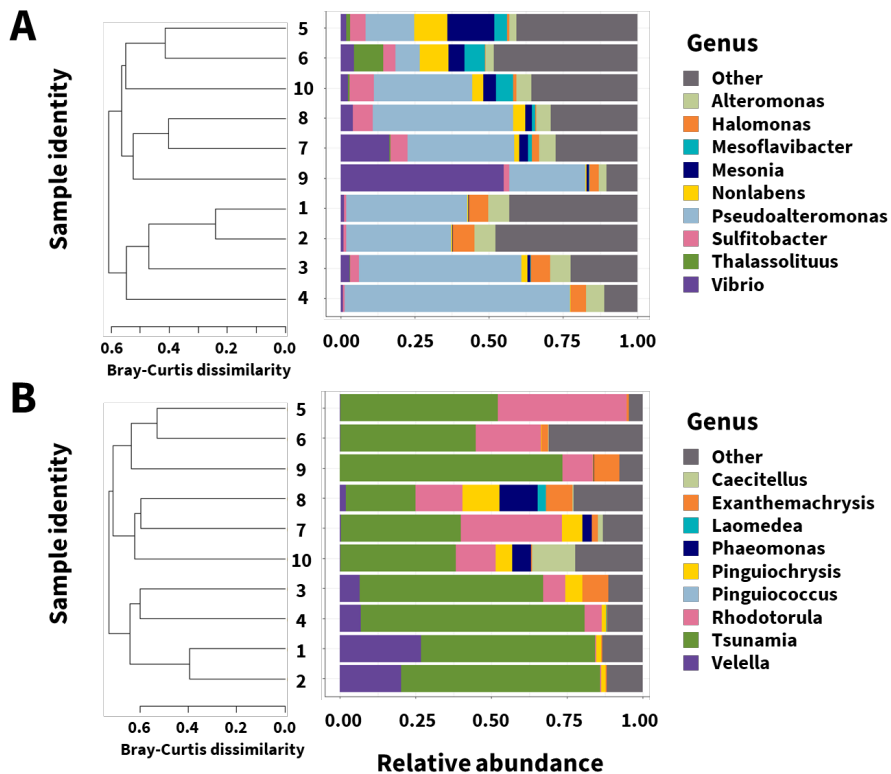 A
Sample identity
5
6
10
8
7
9
1
2
3
4
0.6 0.4 0.2 0.0
Bray-Curtis dissimilarity
0.00 0.25 0.50 0.75 1.00
Genus
Other
Alteromonas
Halomonas
Mesoflavibacter
Mesonia
Nonlabens
Pseudoalteromonas
Sulfitobacter
Thalassolituus
Vibrio
B
Sample identity
5
6
9
8
7
10
3
4
1
2
0.6 0.4 0.2 0.0
Bray-Curtis dissimilarity
0.00 0.25 0.50 0.75 1.00
Relative abundance
Genus
Other
Caecitellus
Exanthemachrysis
Laomedea
Phaeomonas
Pinguiochrysis
Pinguiococcus
Rhodotorula
Tsunamia
Velella